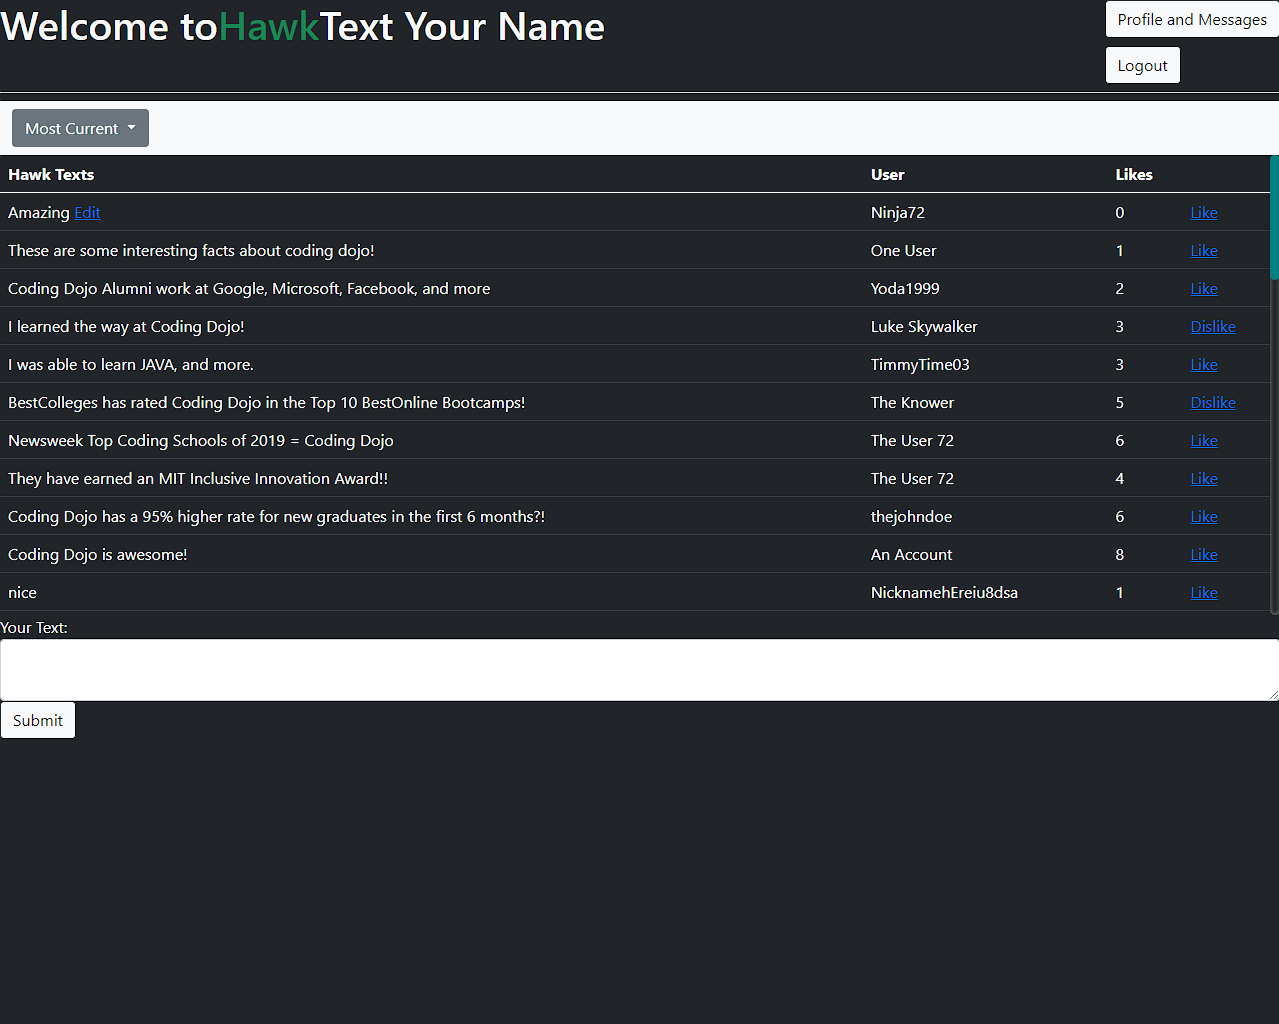 Welcome toHawkText Your Name
Profile and Messages
Logout
Most Current
Hawk Texts User Likes
Amazing Edit Ninja72 0 Like
These are some interesting facts about coding dojo! One User 1 Like
Coding Dojo Alumni work at Google, Microsoft, Facebook, and more Yoda1999 2 Like
I learned the way at Coding Dojo! Luke Skywalker 3 Dislike
I was able to learn JAVA, and more. TimmyTime03 3 Like
BestColleges has rated Coding Dojo in the Top 10 BestOnline Bootcamps! The Knower 5 Dislike
Newsweek Top Coding Schools of 2019 = Coding Dojo The User 72 6 Like
They have earned an MIT Inclusive Innovation Award!! The User 72 4 Like
Coding Dojo has a 95% higher rate for new graduates in the first 6 months?! thejohndoe 6 Like
Coding Dojo is awesome! An Account 8 Like
nice NicknamehEreiu8dsa 1 Like
Your Text:
Submit